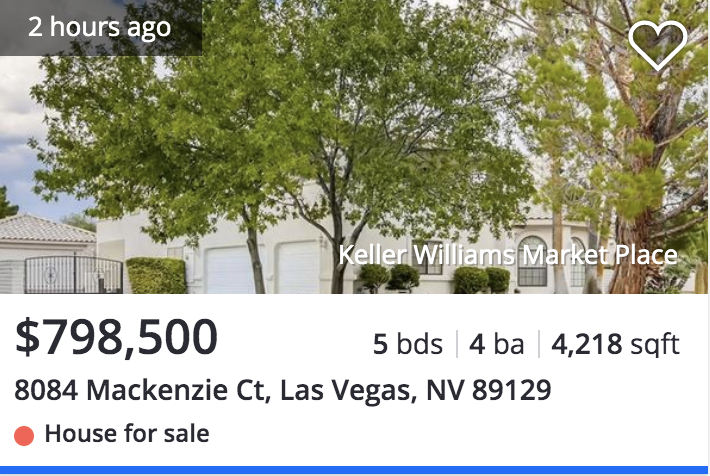 2 hours ago
Keller Williams Market Place
$798,500 5 bds 4 ba 4,218 sqft
8084 Mackenzie Ct, Las Vegas, NV 89129
House for sale